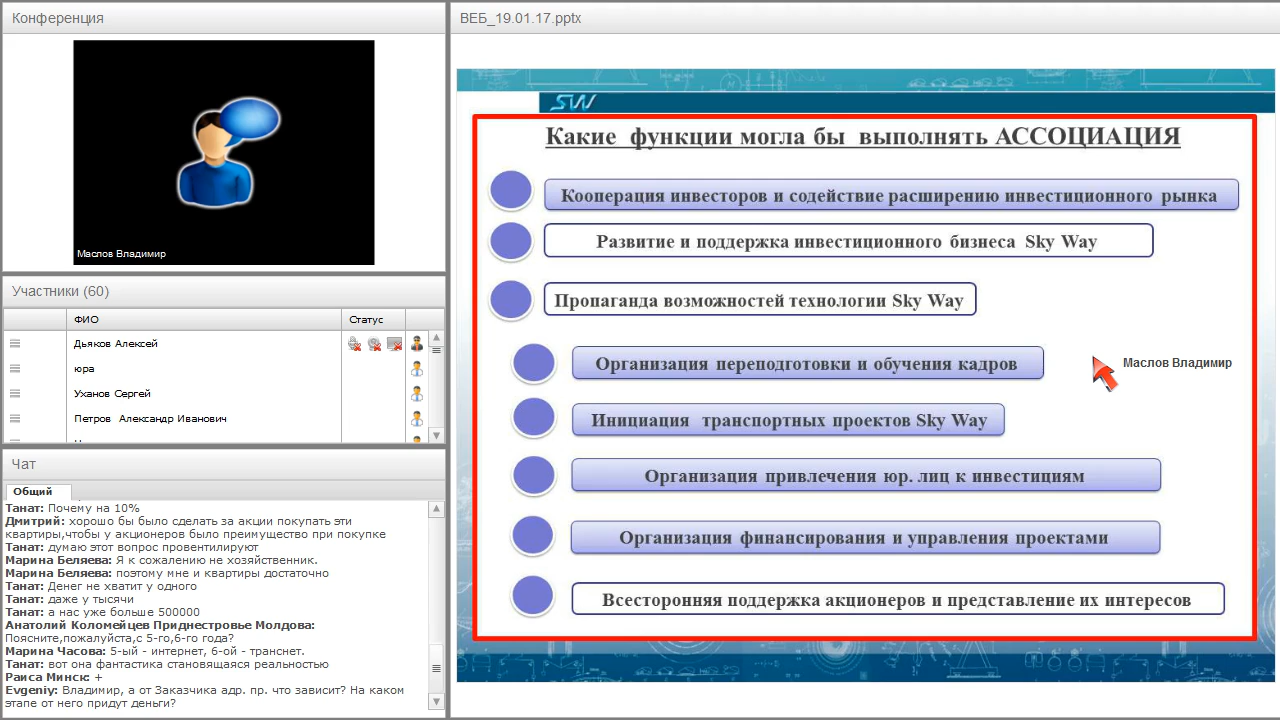 Конференция
Маслов Владимир
Участники (60)
ФИО
Статус
Дьяков Алексей
юра
Уханов Сергей
Петров Александр Иванович
Чат
Общий
Танат: Почему на 10%
Дмитрий: хорошо бы было сделать за акции покупать эти
квартиры,чтобы у акционеров было преимущество при покупке
Танат: думаю этот вопрос провентилируют
Марина Беляева: Я к сожалению не хозяйственник.
Марина Беляева: поэтому мне и квартиры достаточно
Танат: Денег не хватит у одного
Танат: даже у тысячи
Танат: а нас уже больше 500000
Анатолий Коломейцев Приднестровье Молдова:
Поясните,пожалуйста,с 5-го,6-го года?
Марина Часова: 5-ый - интернет, 6-ой - транснет.
Танат: вот она фантастика становящаяся реальностью
Раиса Минск: +
Evgeniy: Владимир, а от Заказчика адр. пр. что зависит? На каком
этапе от него придут деньги?
ВЕБ_19.01.17.pptx
SW
Какие функции могла бы выполнять АССОЦИАЦИЯ
Кооперация инвесторов и содействие расширению инвестиционного рынка
Развитие и поддержка инвестиционного бизнеса Sky Way
Пропаганда возможностей технологии Sky Way
Организация переподготовки и обучения кадров
Маслов Владимир
Инициация транспортных проектов Sky Way
Организация привлечения юр. лиц к инвестициям
Организация финансирования и управления проектами
Всесторонняя поддержка акционеров и представление их интересов